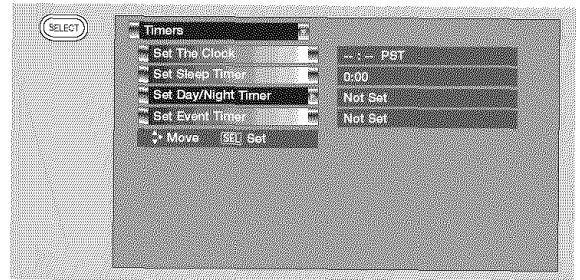 SELECT
Timers
Set The Clock -- : -- PST
Set Sleep Timer 0:00
Set Day/Night Timer Not Set
Set Event Timer Not Set
Move SEL Set